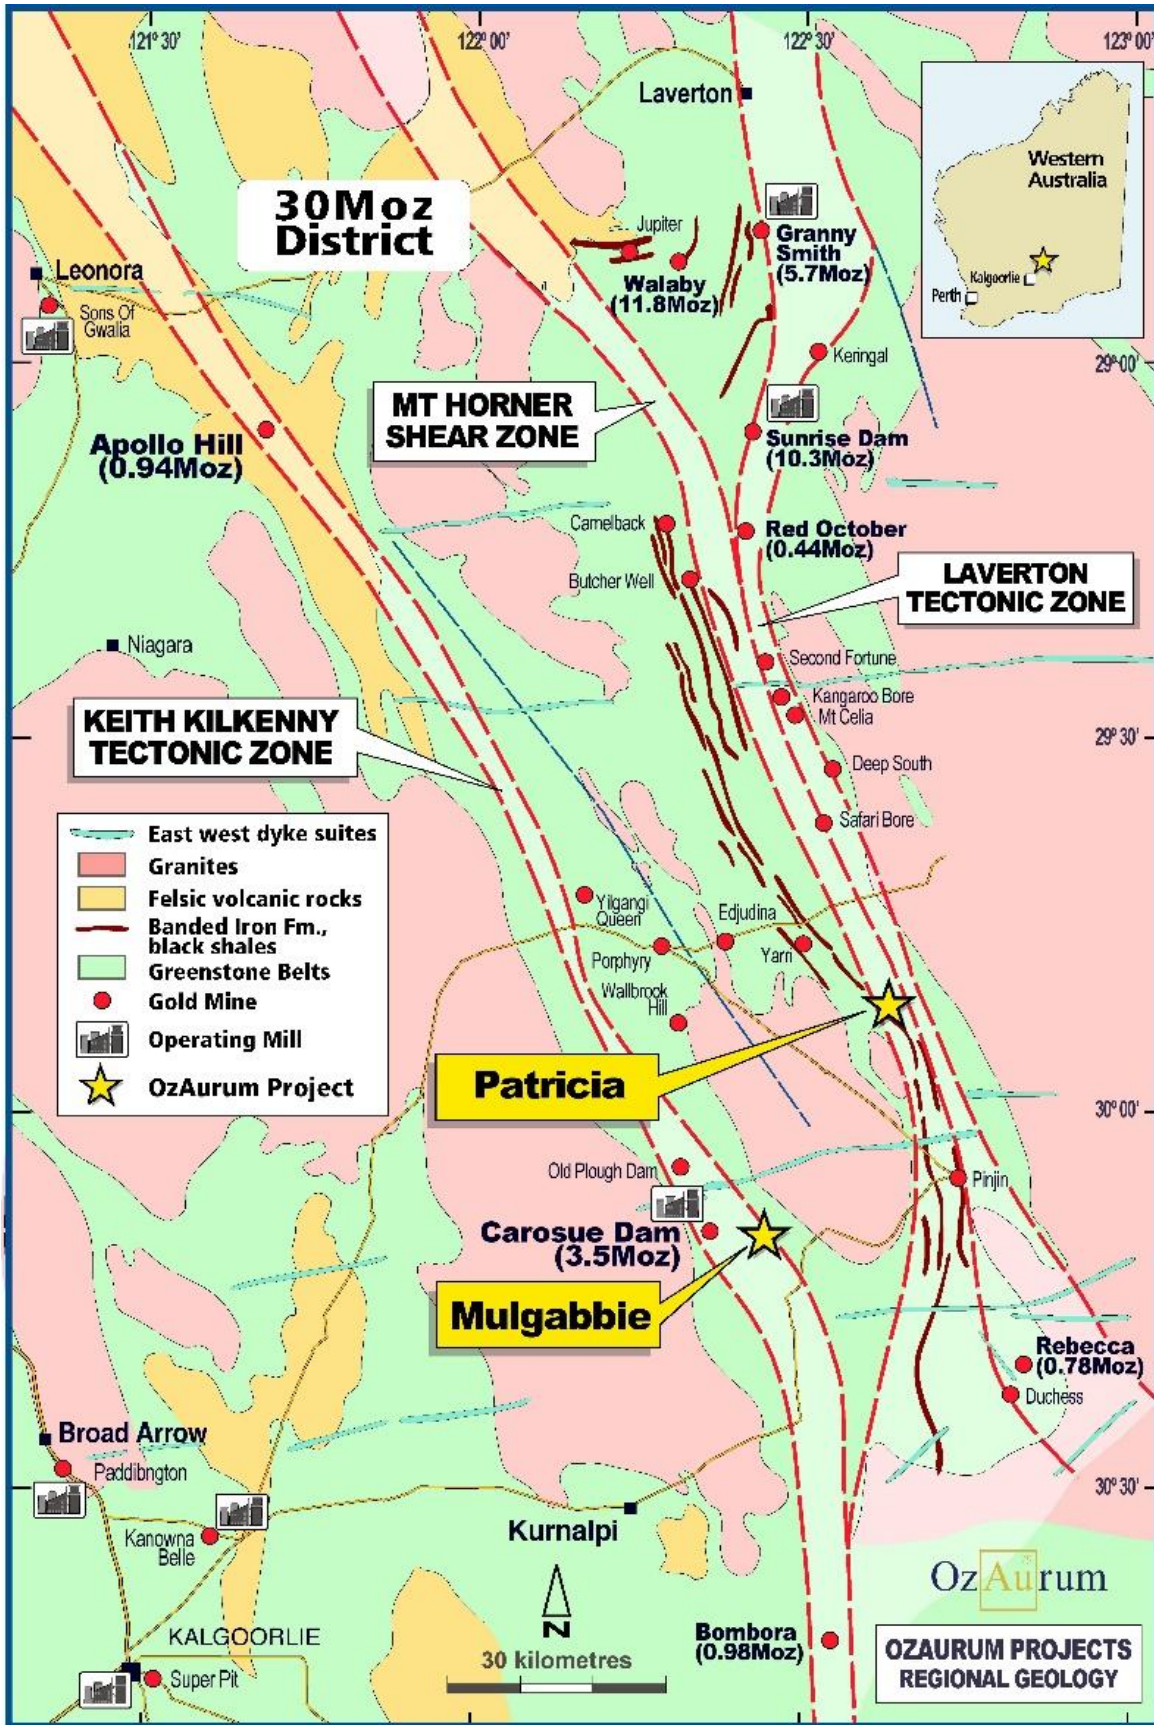 121° 30'
122° 00'
122° 30'
123° 00'
Laverton
Western
Australia
Kalgoorlie
Perth
30Moz
District
Jupiter
Granny
Smith
(5.7Moz)
Walaby
(11.8Moz)
Leonora
Sons Of
Gwalia
Keringal
29° 00'
MT HORNER
SHEAR ZONE
Apollo Hill
(0.94Moz)
Sunrise Dam
(10.3Moz)
Camelback
Red October
(0.44Moz)
Butcher Well
LAVERTON
TECTONIC ZONE
Niagara
Second Fortune
Kangaroo Bore
Mt Celia
KEITH KILKENNY
TECTONIC ZONE
29° 30'
Deep South
Safari Bore
East west dyke suites
Granites
Felsic volcanic rocks
Banded Iron Fm.,
black shales
Greenstone Belts
Gold Mine
Operating Mill
OzAurum Project
Yilgangi
Queen
Edjudina
Porphyry
Yarri
Wallbrook
Hill
Patricia
30° 00'
Old Plough Dam
Pinjin
Carosue Dam
(3.5Moz)
Mulgabbie
Rebecca
(0.78Moz)
Duchess
Broad Arrow
Paddibngton
30° 30'
Kanowna
Belle
Kurnalpi
N
30 kilometres
KALGOORLIE
Super Pit
Bombora
(0.98Moz)
OzAurum
OZAURUM PROJECTS
REGIONAL GEOLOGY